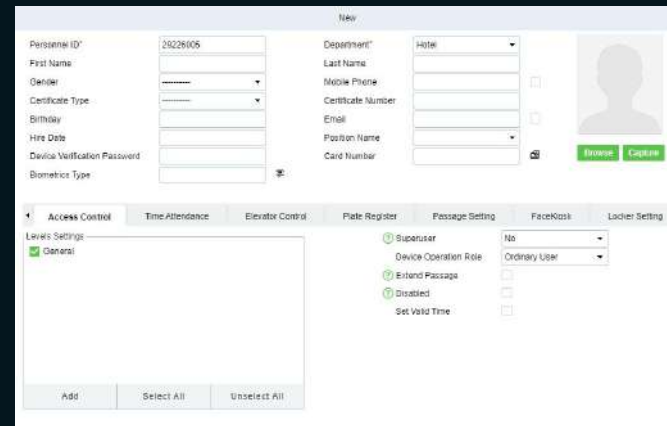 New
Personnel ID* 29226005 Department* Hotel
First Name Last Name
Gender ---------- Mobile Phone
Certificate Type ---------- Certificate Number
Birthday Email
Hire Date Position Name
Device Verification Password Card Number
Browse Capture
Biometrics Type
Access Control Time Attendance Elevator Control Plate Register Passage Setting FaceKiosk Locker Setting
Levels Settings
General
Superuser No
Device Operation Role Ordinary User
Extend Passage
Disabled
Set Valid Time
Add Select All Unselect All